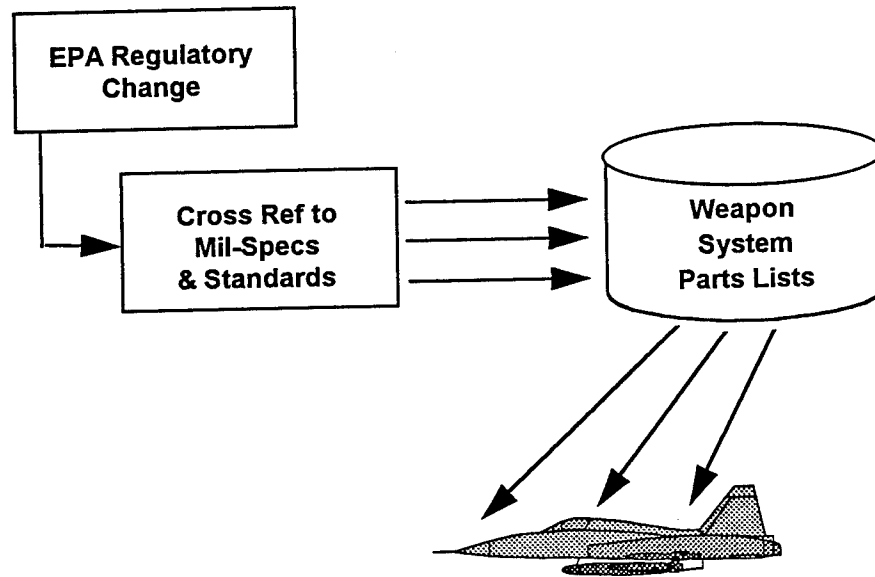 EPA Regulatory
Change
Cross Ref to
Mil-Specs
& Standards
Weapon
System
Parts Lists